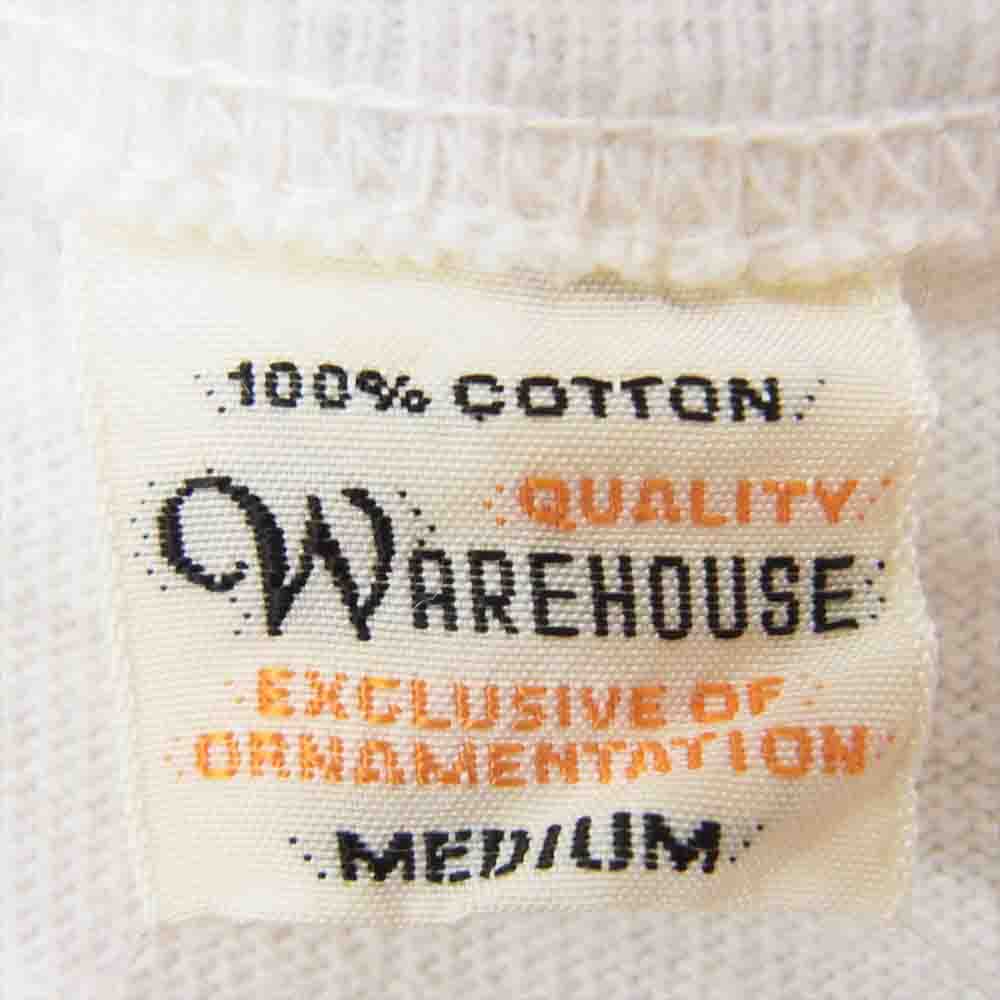 100% COTTON
QUALITY
WAREHOUSE
EXCLUSIVE OF
ORNAMENTATION
MEDIUM